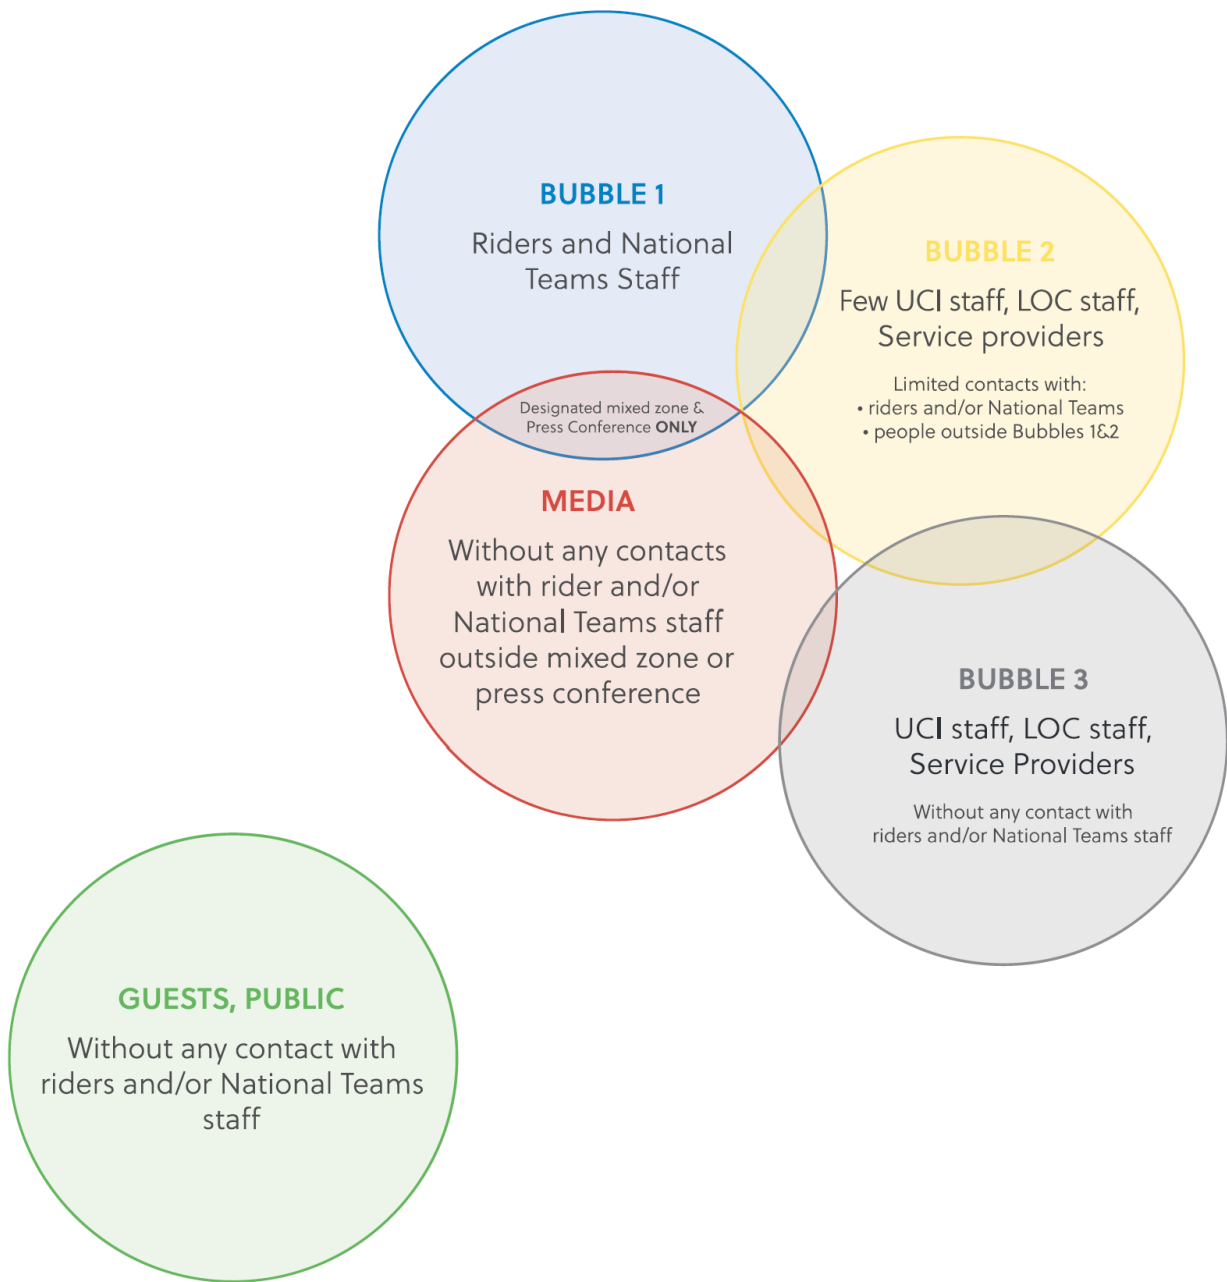 BUBBLE 1
Riders and National
Teams Staff
BUBBLE 2
Few UCI staff, LOC staff,
Service providers
Limited contacts with:
• riders and/or National Teams
• people outside Bubbles 1&2
Designated mixed zone &
Press Conference ONLY
MEDIA
Without any contacts
with rider and/or
National Teams staff
outside mixed zone or
press conference
BUBBLE 3
UCI staff, LOC staff,
Service Providers
Without any contact with
riders and/or National Teams staff
GUESTS, PUBLIC
Without any contact with
riders and/or National Teams
staff